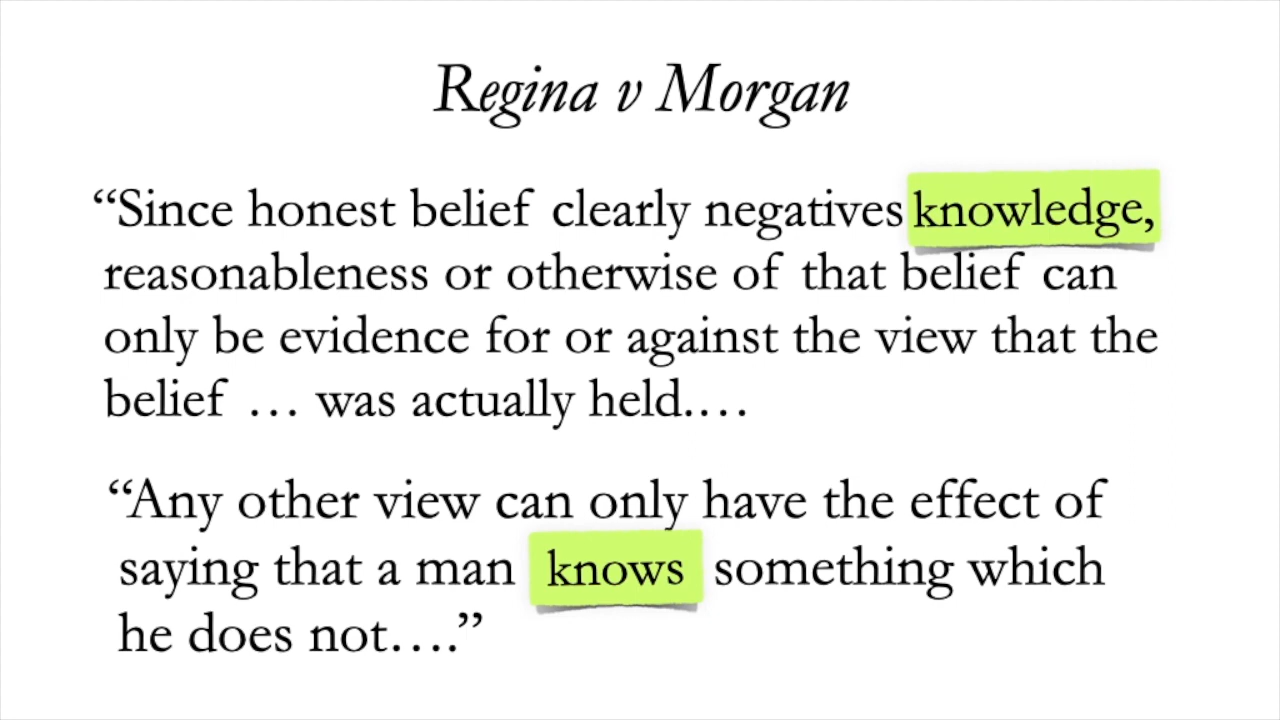 Regina v Morgan
“Since honest belief clearly negatives knowledge,
reasonableness or otherwise of that belief can
only be evidence for or against the view that the
belief … was actually held.…
“Any other view can only have the effect of
saying that a man knows something which
he does not….”